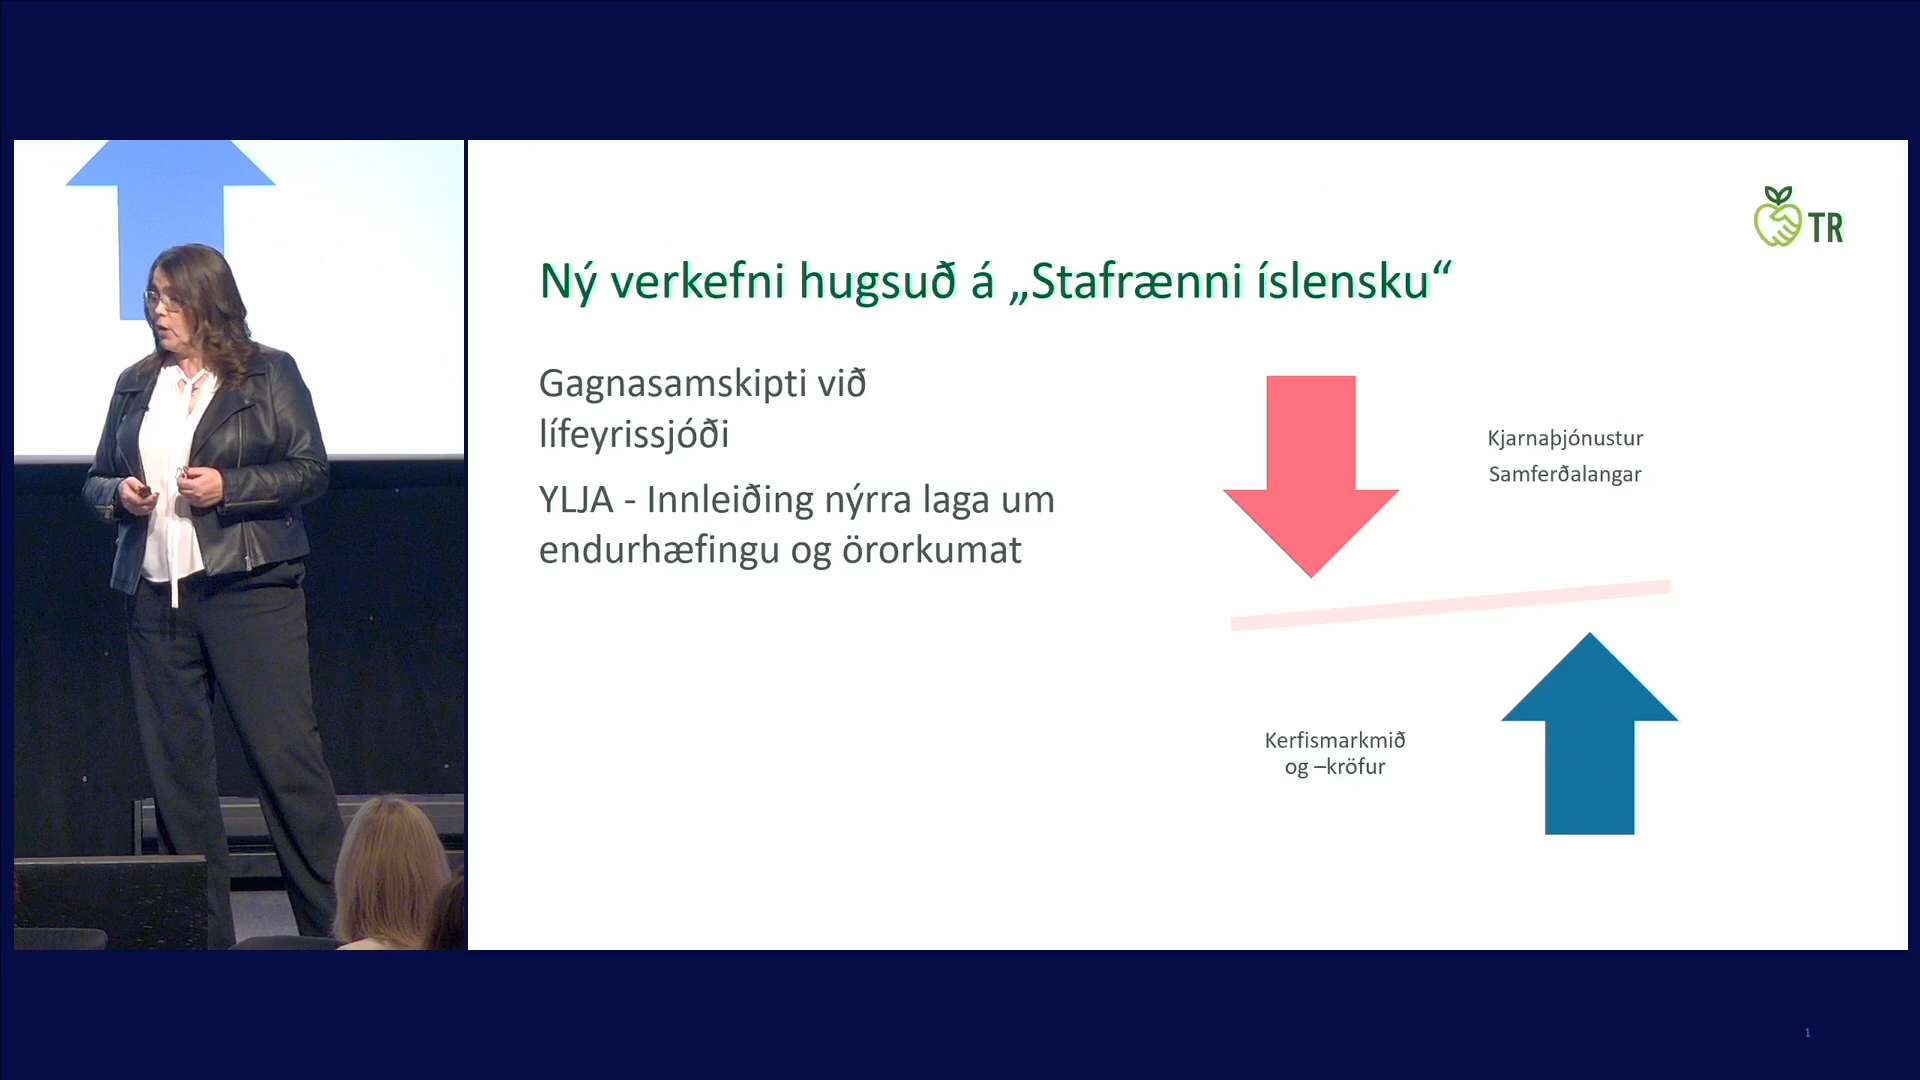 TR
Ný verkefni hugsuð á „Stafrænni íslensku“
Gagnasamskipti við
lífeyrissjóði
YLJA - Innleiðing nýrra laga um
endurhæfingu og örorkumat
Kjarnaþjónustur
Samferðalangar
Kerfismarkmið
og –kröfur
1